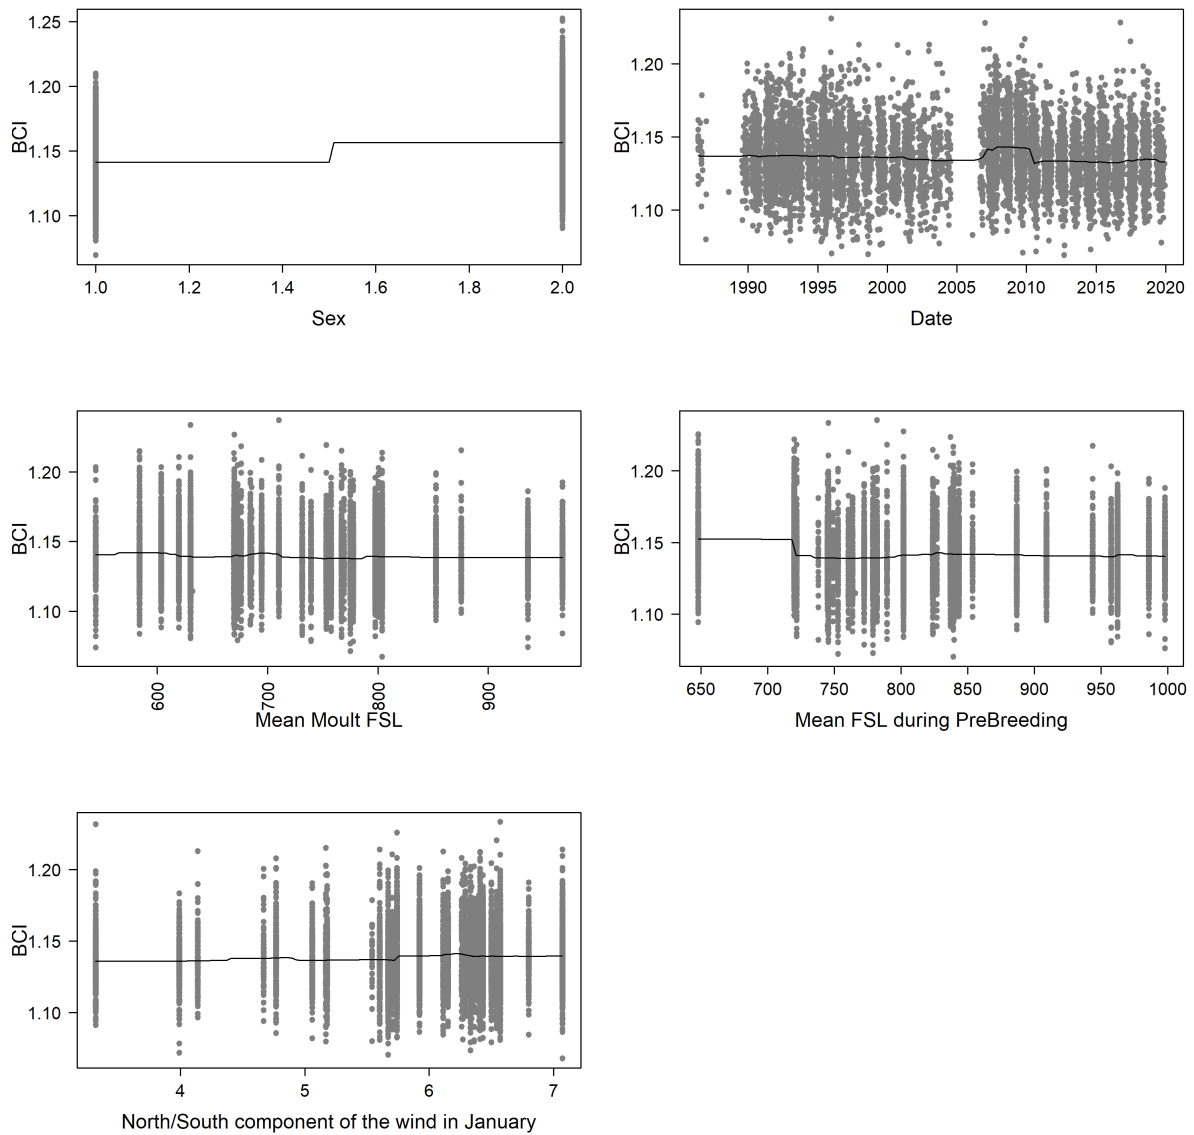 1.25
1.20
1.15
1.10
BCI
1.0 1.2 1.4 1.6 1.8 2.0
Sex
1.20
1.15
1.10
BCI
1990 1995 2000 2005 2010 2015 2020
Date
1.20
1.15
1.10
BCI
600 700 800 900
Mean Moult FSL
1.20
1.15
1.10
BCI
650 700 750 800 850 900 950 1000
Mean FSL during PreBreeding
1.20
1.15
1.10
BCI
4 5 6 7
North/South component of the wind in January